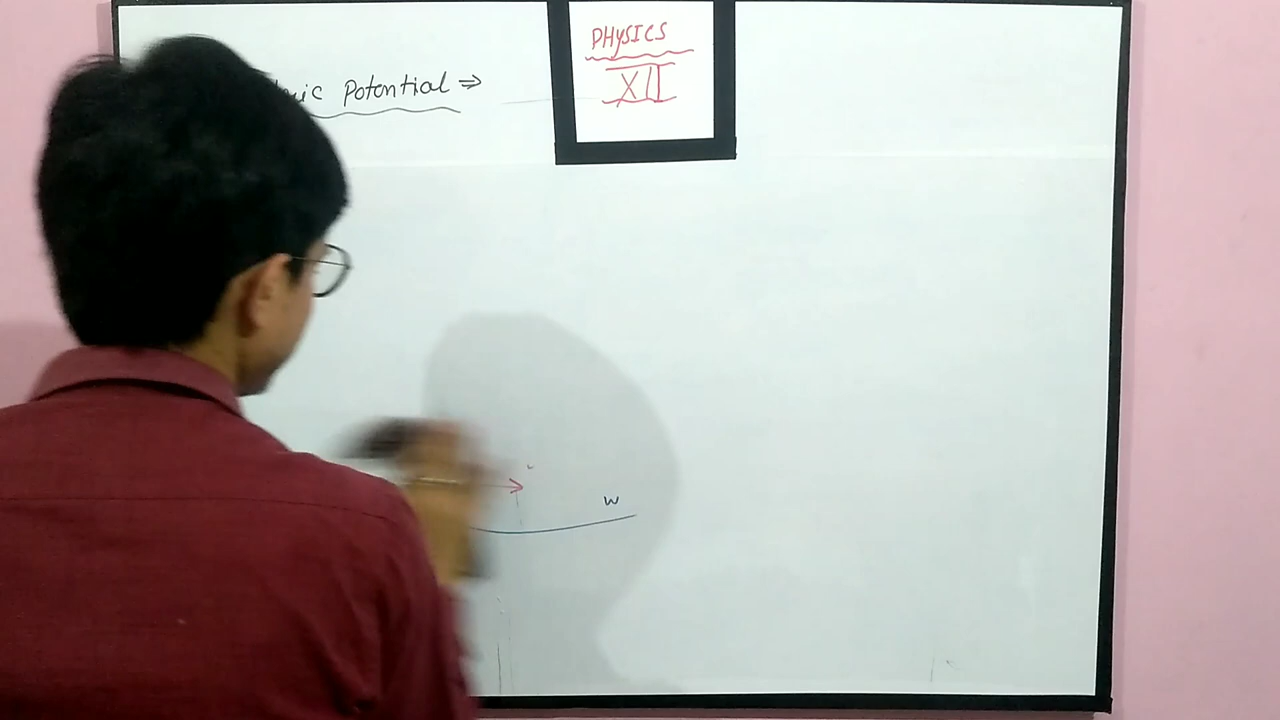 Potential ⇒
PHYSICS
XII
w